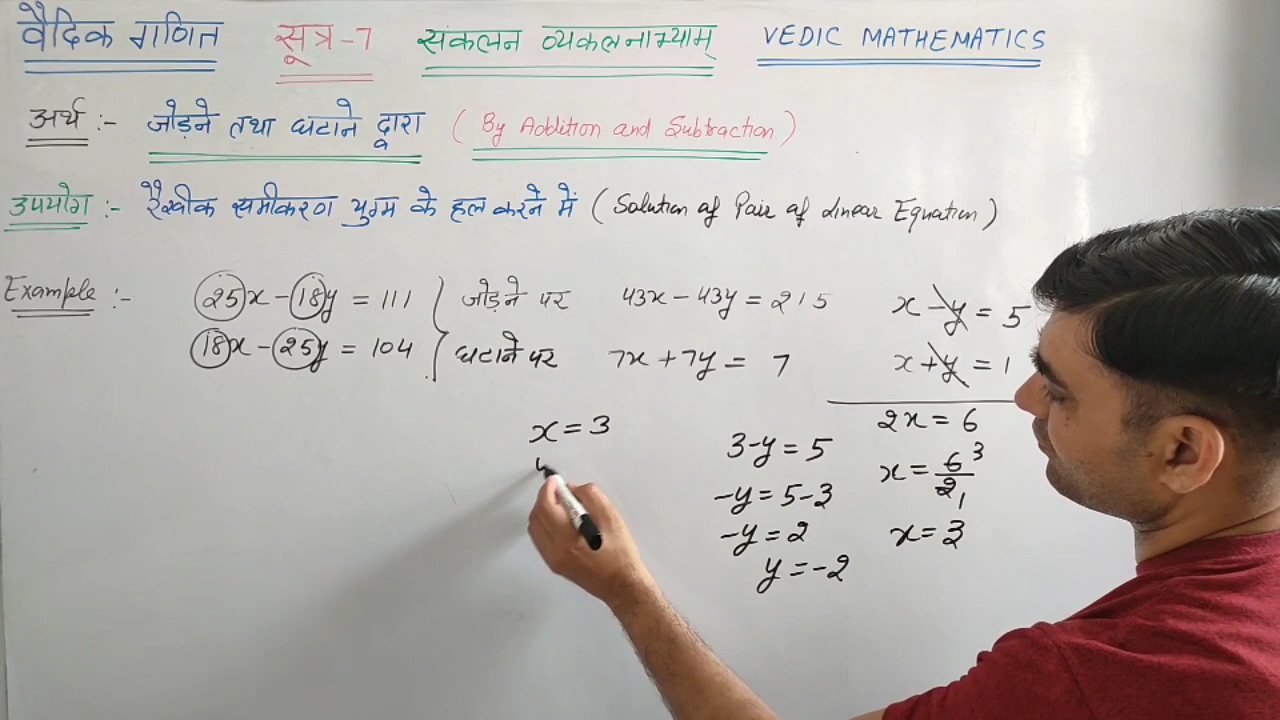 वैदिक गणित सूत्र-7 संकलन व्यकलनाभ्याम् VEDIC MATHEMATICS
अर्थ :- जोड़ने तथा घटाने द्वारा ( By Addition and Subtraction )
उपयोग :- रैखीक समीकरण युग्म के हल करने में ( Solution of Pair of Linear Equation )
Example :- 25x - 18y = 111 } जोड़ने पर 43x - 43y = 215 x - y = 5
18x - 25y = 104 घटाने पर 7x + 7y = 7 x + y = 1
2x = 6
x = 3
3 - y = 5
x = 6/2 3 1
-y = 5 - 3
-y = 2
x = 3
y = -2